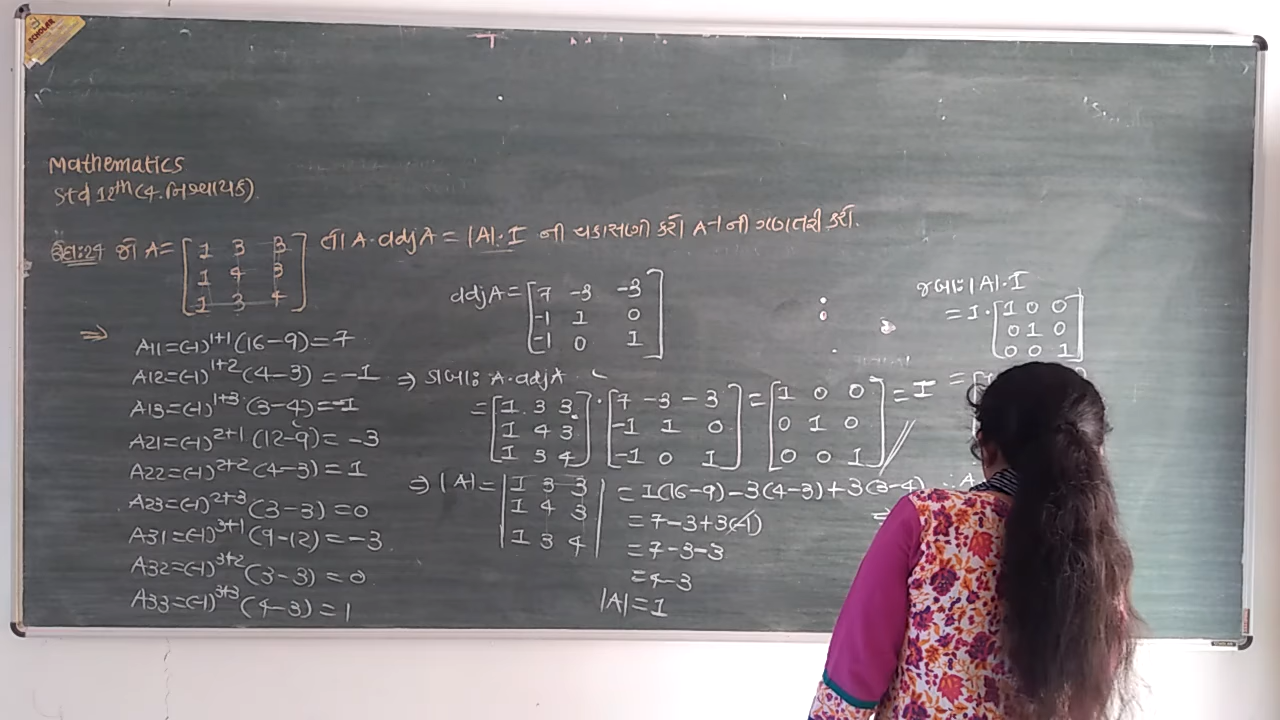 SCHOLAR
Mathematics
Std 12th (4. નિશ્ચાયક)
ઉદા:24 જો A = [1 3 3
1 4 3
1 3 4] તો A·adjA = |A|·I ની ચકાસણી કરો A-1 ની ગણતરી કરો.
⇒ A11=(-1)^1+1 (16-9) = 7
A12=(-1)^1+2 (4-3) = -1
A13=(-1)^1+3 (3-4) = -1
A21=(-1)^2+1 (12-9) = -3
A22=(-1)^2+2 (4-3) = 1
A23=(-1)^2+3 (3-3) = 0
A31=(-1)^3+1 (9-12) = -3
A32=(-1)^3+2 (3-3) = 0
A33=(-1)^3+3 (4-3) = 1
adjA = [7 -3 -3
-1 1 0
-1 0 1]
⇒ ડાબા: A·adjA
= [1 3 3
1 4 3
1 3 4] · [7 -3 -3
-1 1 0
-1 0 1] = [1 0 0
0 1 0
0 0 1] = I
⇒ |A| = |1 3 3
1 4 3
1 3 4| = 1(16-9) - 3(4-3) + 3(3-4)
= 7-3+3(-1)
= 7-3-3
= 4-3
|A| = 1
જબા: |A|·I
= I · [1 0 0
0 1 0
0 0 1]
= [
∴ A
=
SCHOLAR